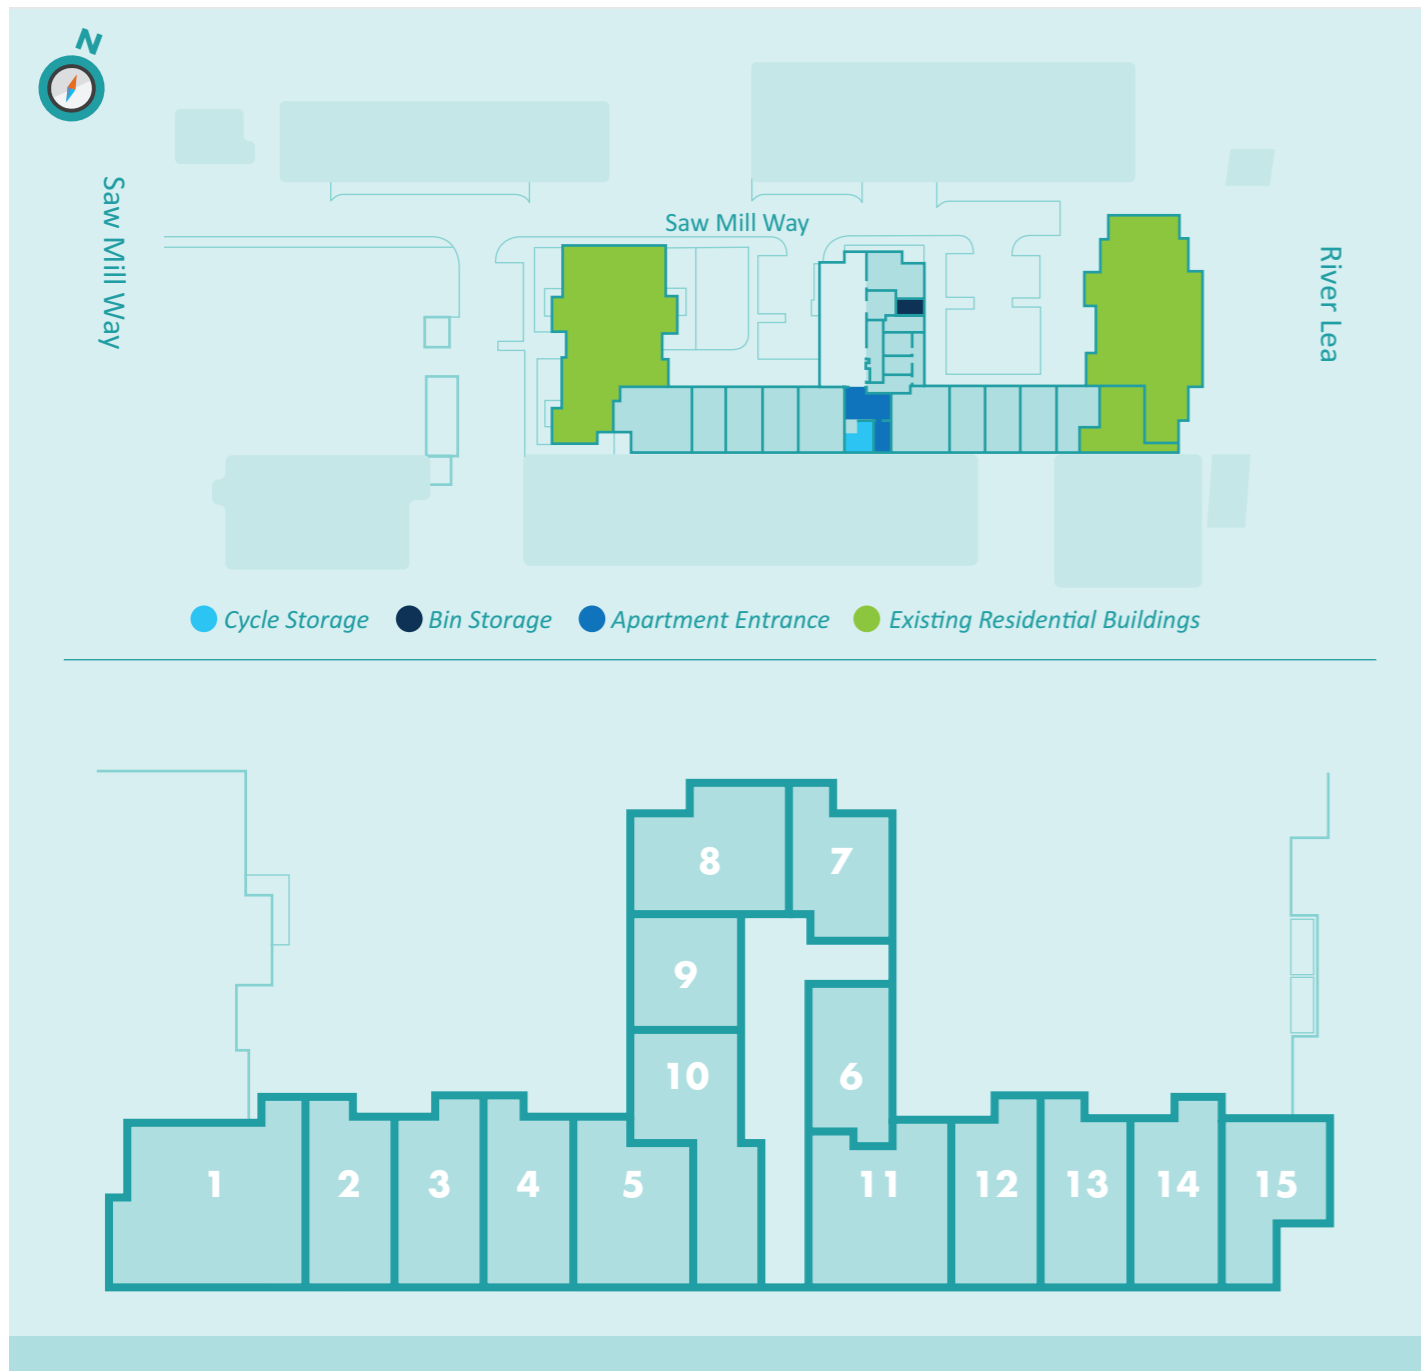 N
Saw Mill Way
Saw Mill Way
River Lea
Cycle Storage
Bin Storage
Apartment Entrance
Existing Residential Buildings
8
7
9
10
6
1
2
3
4
5
11
12
13
14
15